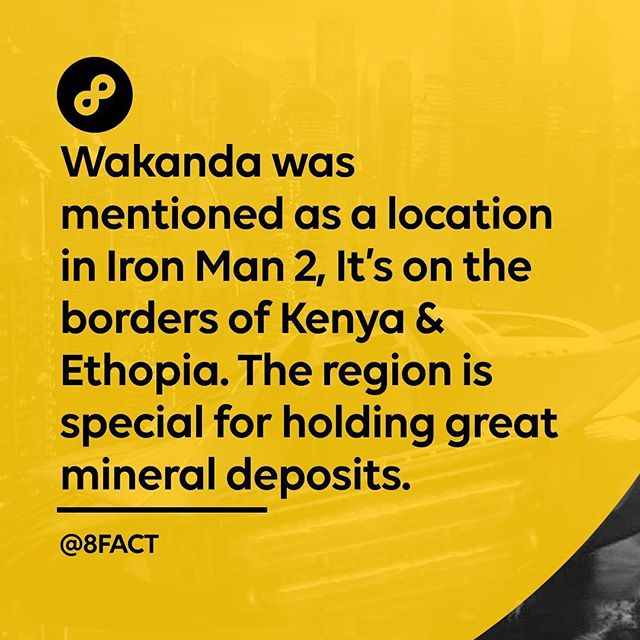 Wakanda was
mentioned as a location
in Iron Man 2, It's on the
borders of Kenya &
Ethopia. The region is
special for holding great
mineral deposits.
@8FACT